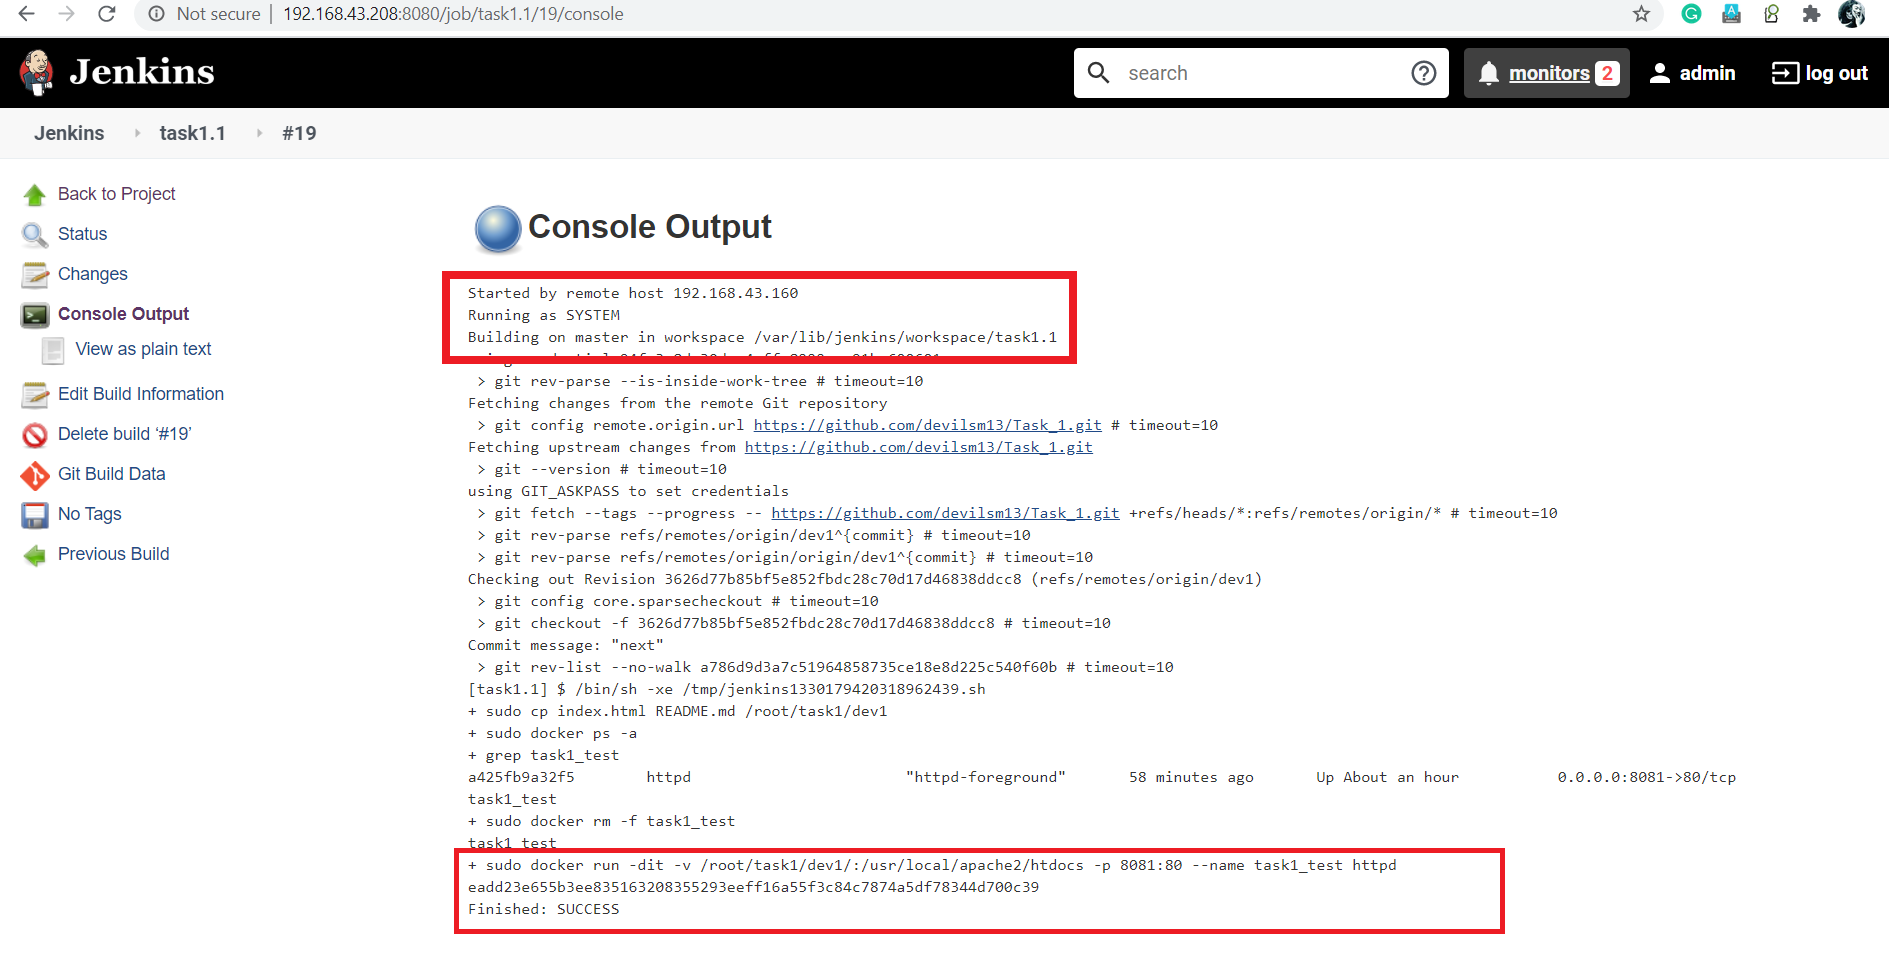 Not secure | 192.168.43.208:8080/job/task1.1/19/console
Jenkins
search
monitors 2
admin
log out
Jenkins task1.1 #19
Back to Project
Status
Changes
Console Output
View as plain text
Edit Build Information
Delete build ‘#19’
Git Build Data
No Tags
Previous Build
Console Output
Started by remote host 192.168.43.160
Running as SYSTEM
Building on master in workspace /var/lib/jenkins/workspace/task1.1
> git rev-parse --is-inside-work-tree # timeout=10
Fetching changes from the remote Git repository
> git config remote.origin.url https://github.com/devilsm13/Task_1.git # timeout=10
Fetching upstream changes from https://github.com/devilsm13/Task_1.git
> git --version # timeout=10
using GIT_ASKPASS to set credentials
> git fetch --tags --progress -- https://github.com/devilsm13/Task_1.git +refs/heads/*:refs/remotes/origin/* # timeout=10
> git rev-parse refs/remotes/origin/dev1^{commit} # timeout=10
> git rev-parse refs/remotes/origin/origin/dev1^{commit} # timeout=10
Checking out Revision 3626d77b85bf5e852fbdc28c70d17d46838ddcc8 (refs/remotes/origin/dev1)
> git config core.sparsecheckout # timeout=10
> git checkout -f 3626d77b85bf5e852fbdc28c70d17d46838ddcc8 # timeout=10
Commit message: "next"
> git rev-list --no-walk a786d9d3a7c51964858735ce18e8d225c540f60b # timeout=10
[task1.1] $ /bin/sh -xe /tmp/jenkins1330179420318962439.sh
+ sudo cp index.html README.md /root/task1/dev1
+ sudo docker ps -a
+ grep task1_test
a425fb9a32f5 httpd "httpd-foreground" 58 minutes ago Up About an hour 0.0.0.0:8081->80/tcp
task1_test
+ sudo docker rm -f task1_test
task1_test
+ sudo docker run -dit -v /root/task1/dev1/:/usr/local/apache2/htdocs -p 8081:80 --name task1_test httpd
eadd23e655b3ee835163208355293eeff16a55f3c84c7874a5df78344d700c39
Finished: SUCCESS